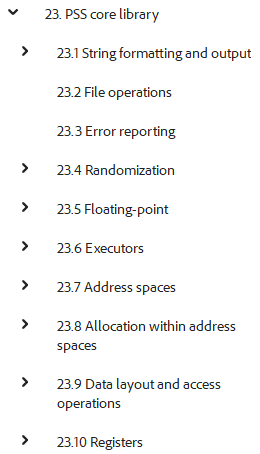 23. PSS core library
23.1 String formatting and output
23.2 File operations
23.3 Error reporting
23.4 Randomization
23.5 Floating-point
23.6 Executors
23.7 Address spaces
23.8 Allocation within address
spaces
23.9 Data layout and access
operations
23.10 Registers